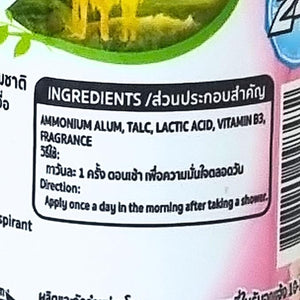 INGREDIENTS /ส่วนประกอบสำคัญ
AMMONIUM ALUM, TALC, LACTIC ACID, VITAMIN B3,
FRAGRANCE
วิธีใช้:
ทาวันละ 1 ครั้ง ตอนเช้า เพื่อความมั่นใจตลอดวัน
Direction:
Apply once a day in the morning after taking a shower.